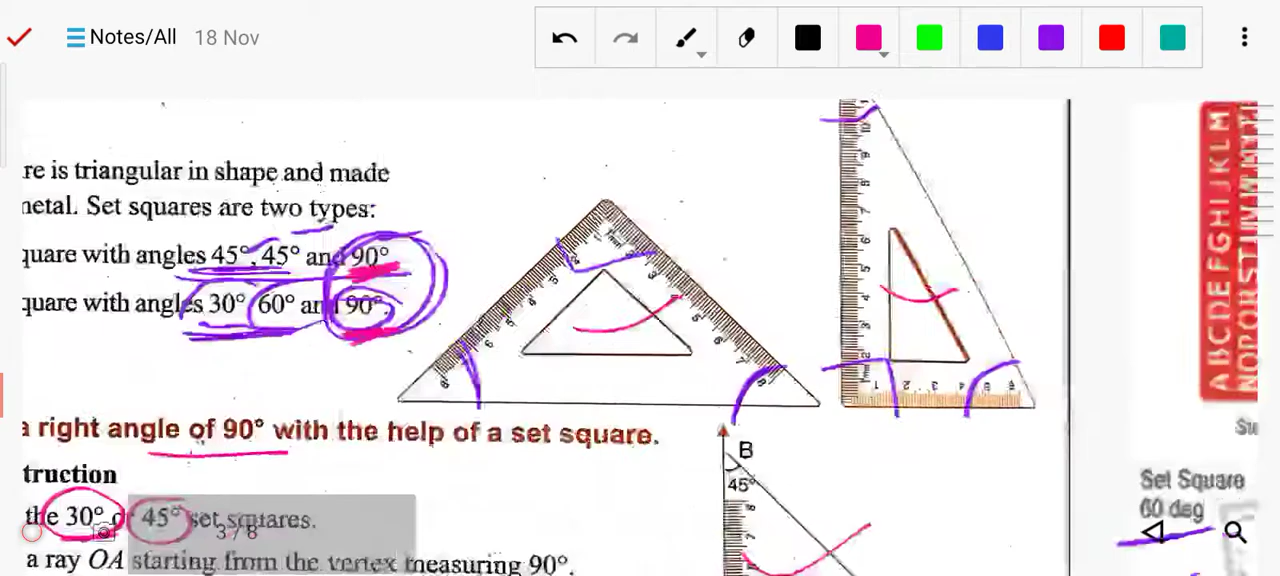 Notes/All 18 Nov
re is triangular in shape and made
netal. Set squares are two types:
quare with angles 45°, 45° and 90°
quare with angles 30° 60° and 90°.
a right angle of 90° with the help of a set square.
truction
the 30° or 45° set squares.
3 / 8
a ray OA starting from the vertex measuring 90°.
B
45°
ABCDEFGHIJKLM
Set Square
60 deg